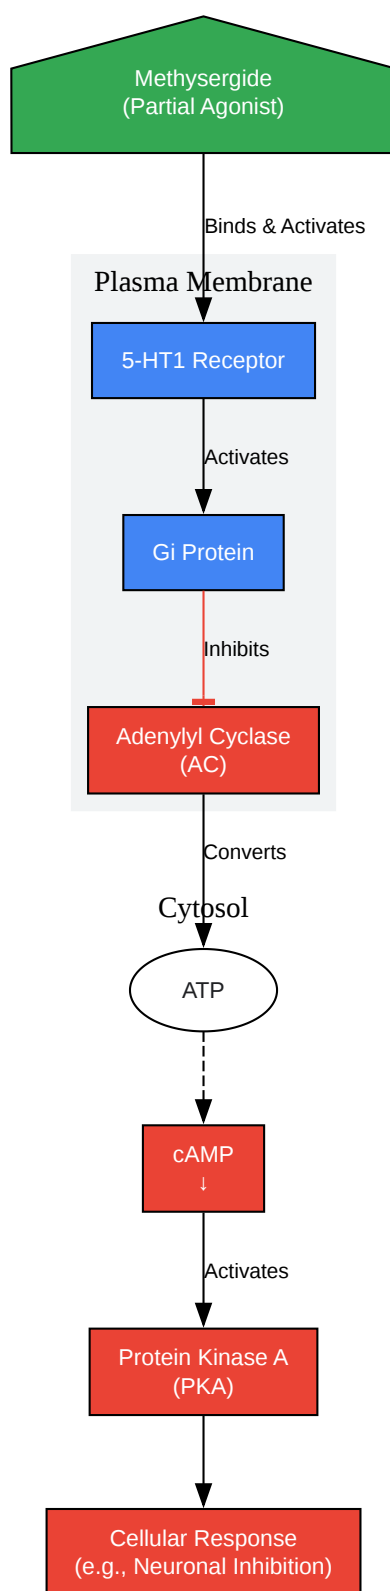 Methysergide
(Partial Agonist)
Binds & Activates
Plasma Membrane
5-HT1 Receptor
Activates
Gi Protein
Inhibits
Adenylyl Cyclase
(AC)
Converts
Cytosol
ATP
cAMP
↓
Activates
Protein Kinase A
(PKA)
Cellular Response
(e.g., Neuronal Inhibition)